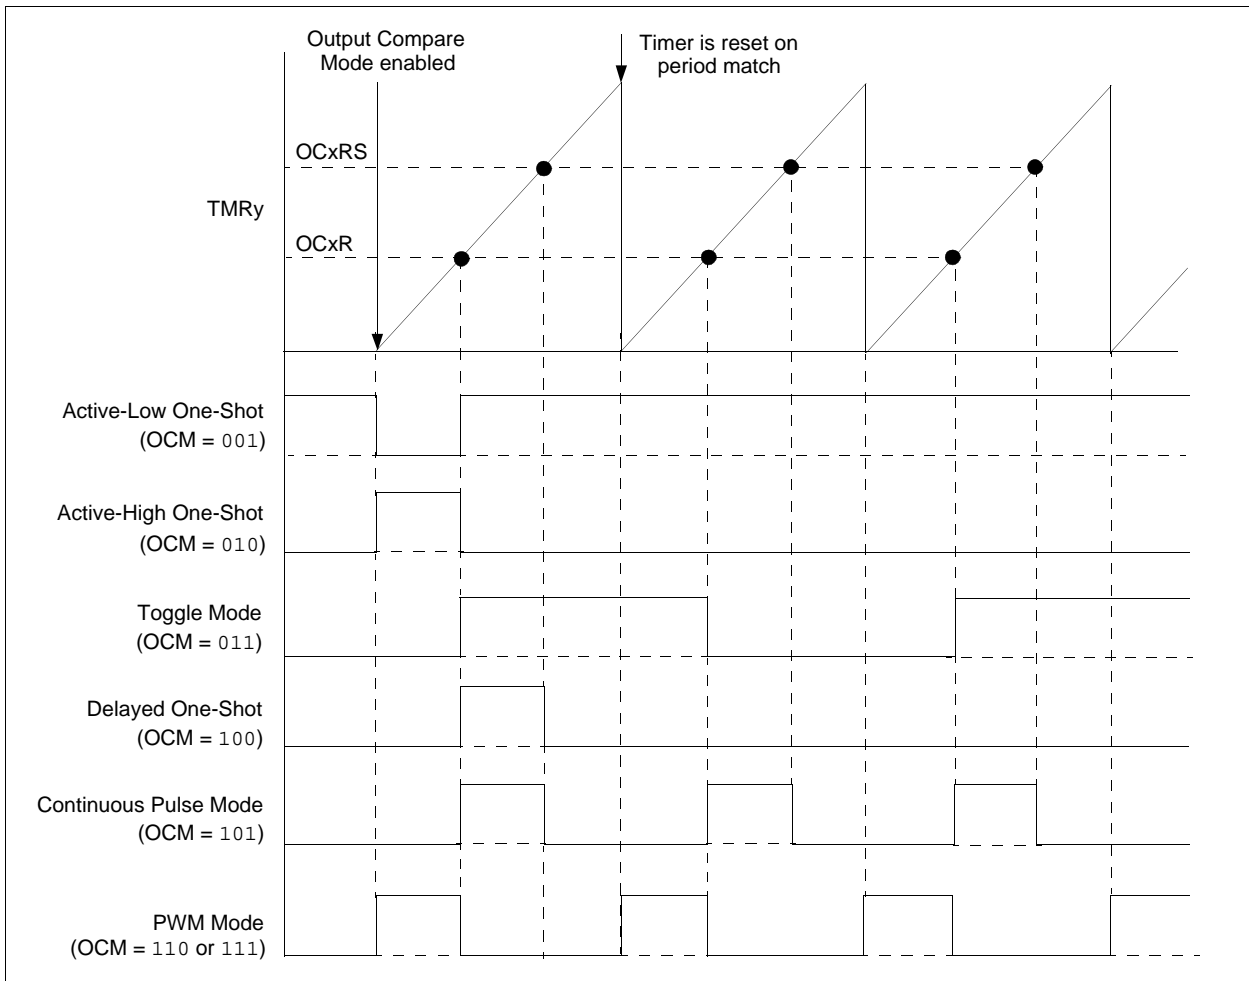 Output Compare
Mode enabled
Timer is reset on
period match
OCxRS
TMRy
OCxR
Active-Low One-Shot
(OCM = 001)
Active-High One-Shot
(OCM = 010)
Toggle Mode
(OCM = 011)
Delayed One-Shot
(OCM = 100)
Continuous Pulse Mode
(OCM = 101)
PWM Mode
(OCM = 110 or 111)